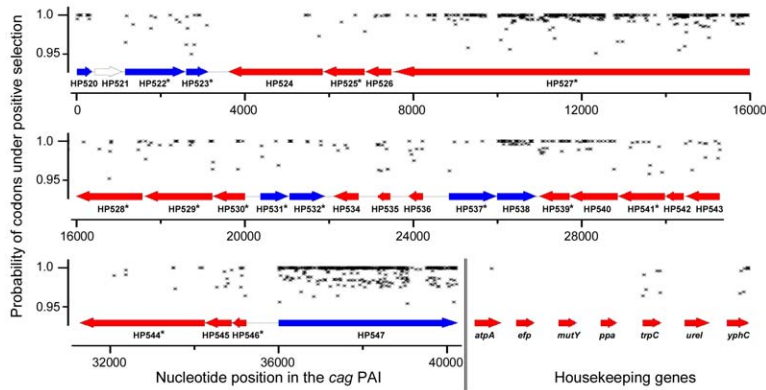 Probability of codons under positive selection
1.0
0.95
HP520 HP521 HP522* HP523* HP524 HP525* HP526 HP527*
0 4000 8000 12000 16000
1.0
0.95
HP528* HP529* HP530* HP531* HP532* HP534 HP535 HP536 HP537* HP538 HP539* HP540 HP541* HP542 HP543
16000 20000 24000 28000
1.0
0.95
HP544* HP545 HP546* HP547 atpA efp mutY ppa trpC ureI yphC
32000 36000 40000
Nucleotide position in the cag PAI Housekeeping genes